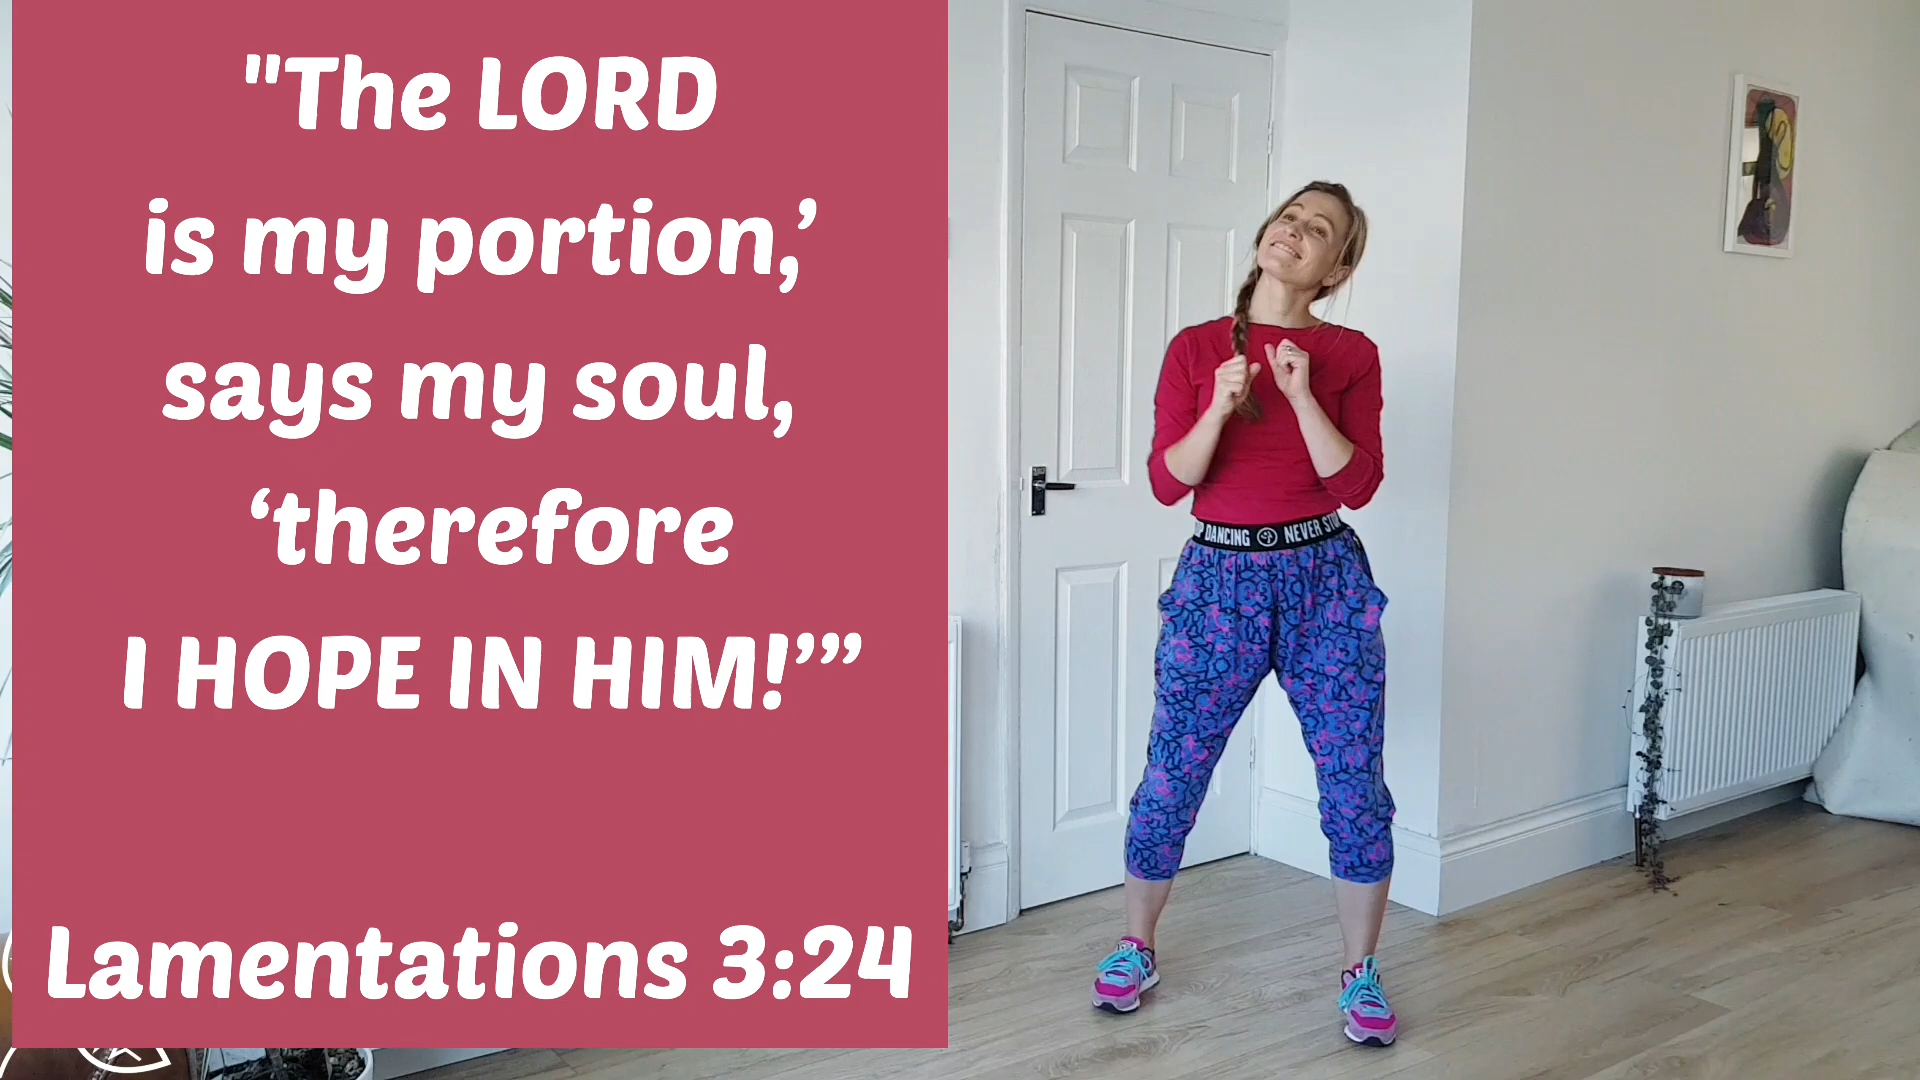 "The LORD
is my portion,’
says my soul,
‘therefore
I HOPE IN HIM!’”
Lamentations 3:24
DANCING NEVER